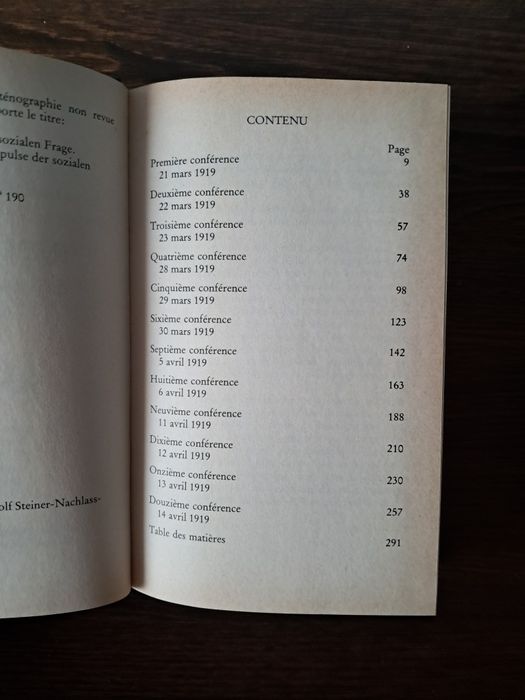 ténographie non revue
orte le titre:
sozialen Frage.
pulse der sozialen
190
olf Steiner-Nachlass-
CONTENU
Page
Première conférence 9
21 mars 1919
Deuxième conférence 38
22 mars 1919
Troisième conférence 57
23 mars 1919
Quatrième conférence 74
28 mars 1919
Cinquième conférence 98
29 mars 1919
Sixième conférence 123
30 mars 1919
Septième conférence 142
5 avril 1919
Huitième conférence 163
6 avril 1919
Neuvième conférence 188
11 avril 1919
Dixième conférence 210
12 avril 1919
Onzième conférence 230
13 avril 1919
Douzième conférence 257
14 avril 1919
Table des matières 291